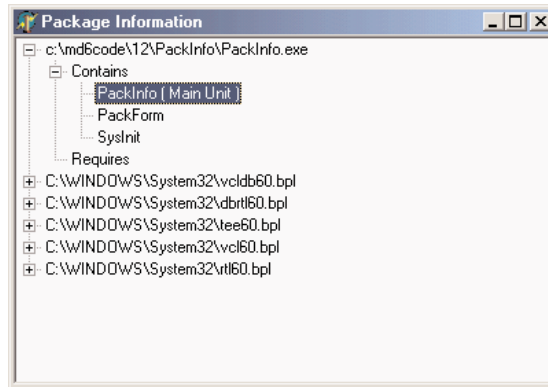 Package Information
c:\md6code\12\PackInfo\PackInfo.exe
Contains
PackInfo ( Main Unit )
PackForm
SysInit
Requires
C:\WINDOWS\System32\vcldb60.bpl
C:\WINDOWS\System32\dbrtl60.bpl
C:\WINDOWS\System32\tee60.bpl
C:\WINDOWS\System32\vcl60.bpl
C:\WINDOWS\System32\rtl60.bpl